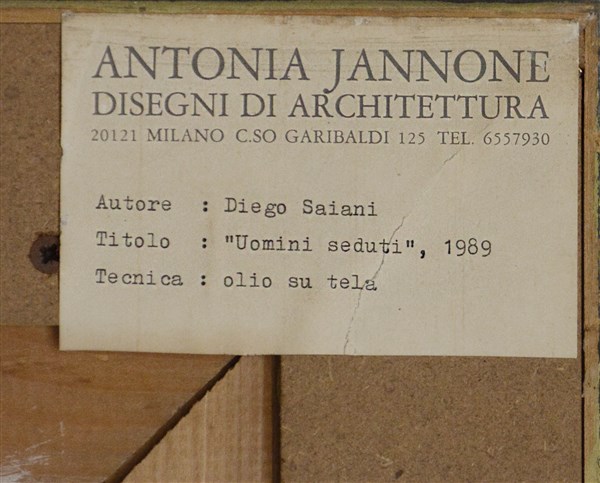 ANTONIA JANNONE
DISEGNI DI ARCHITETTURA
20121 MILANO C.SO GARIBALDI 125 TEL. 6557930
Autore : Diego Saiani
Titolo : "Uomini seduti", 1989
Tecnica : olio su tela